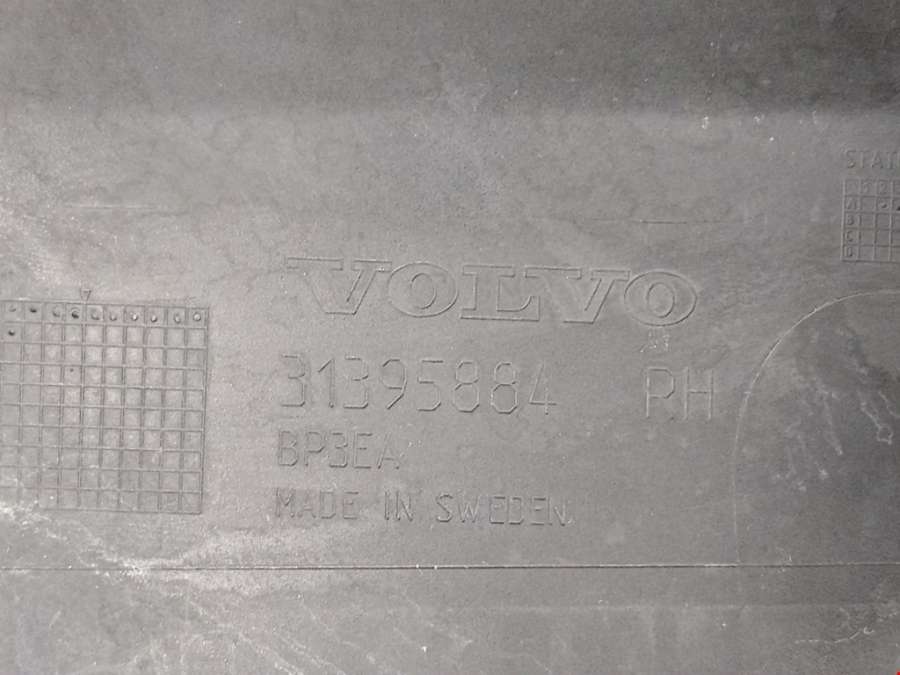 VOLVO
31395884 RH
BP3EA
MADE IN SWEDEN.